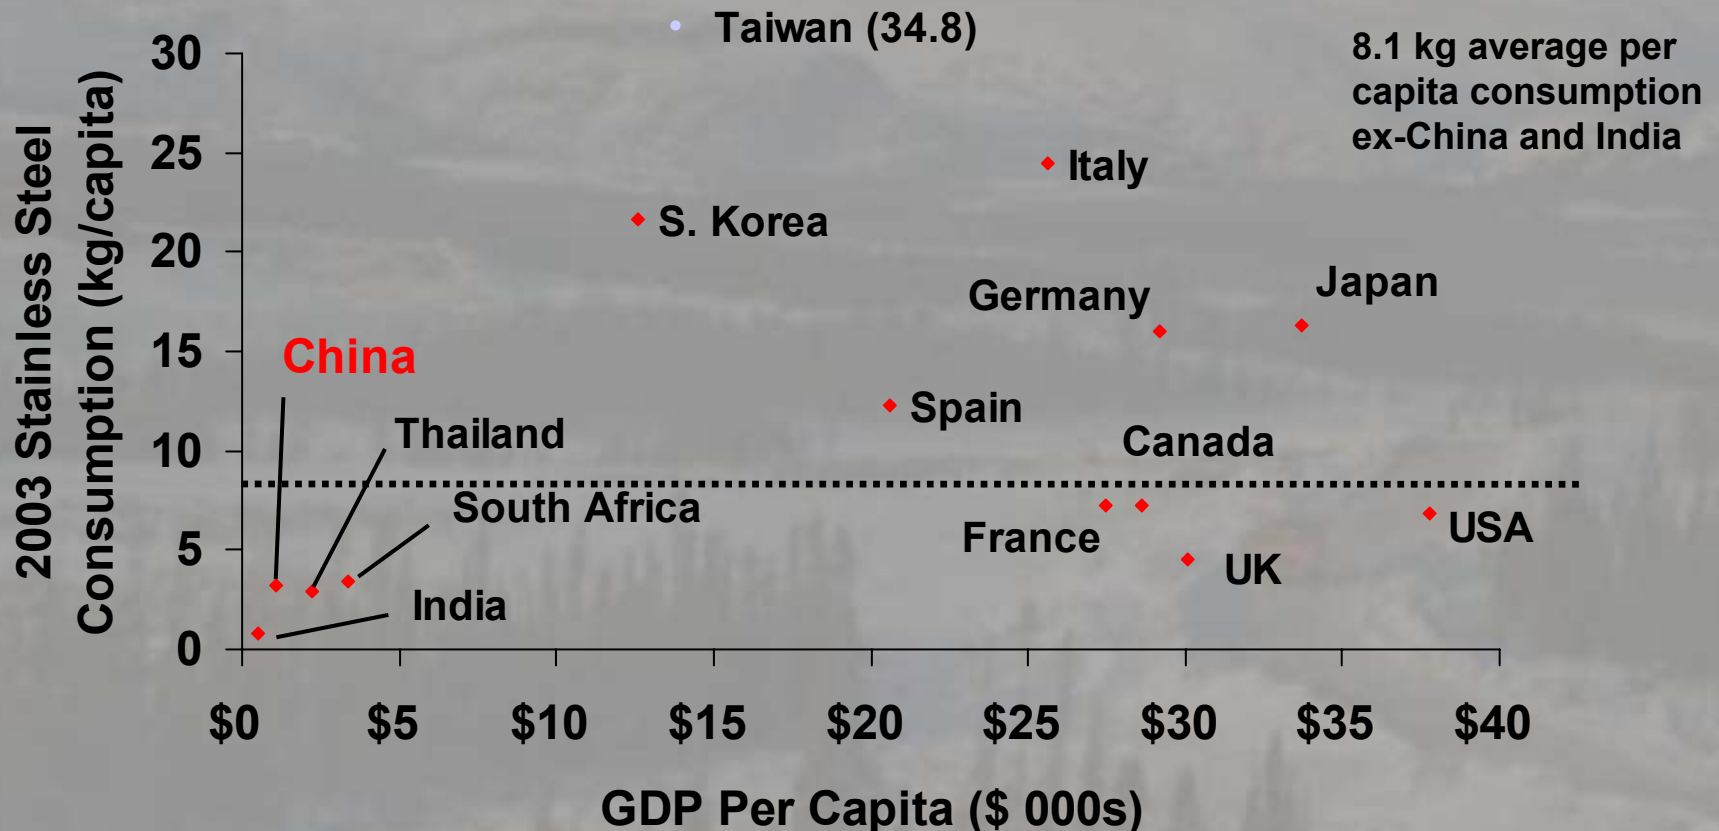 Taiwan (34.8)
8.1 kg average per
capita consumption
ex-China and India
2003 Stainless Steel
Consumption (kg/capita)
30
25
20
15
10
5
0
Italy
S. Korea
Germany
Japan
China
Spain
Thailand
Canada
South Africa
France
USA
UK
India
$0 $5 $10 $15 $20 $25 $30 $35 $40
GDP Per Capita ($ 000s)